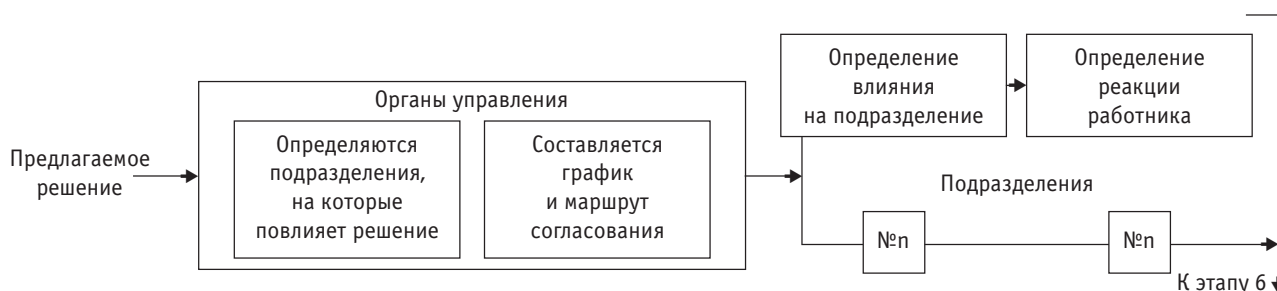 Предлагаемое
решение
Органы управления
Определяются
подразделения,
на которые
повлияет решение
Составляется
график
и маршрут
согласования
Определение
влияния
на подразделение
Определение
реакции
работника
Подразделения
№n
№n
К этапу 6